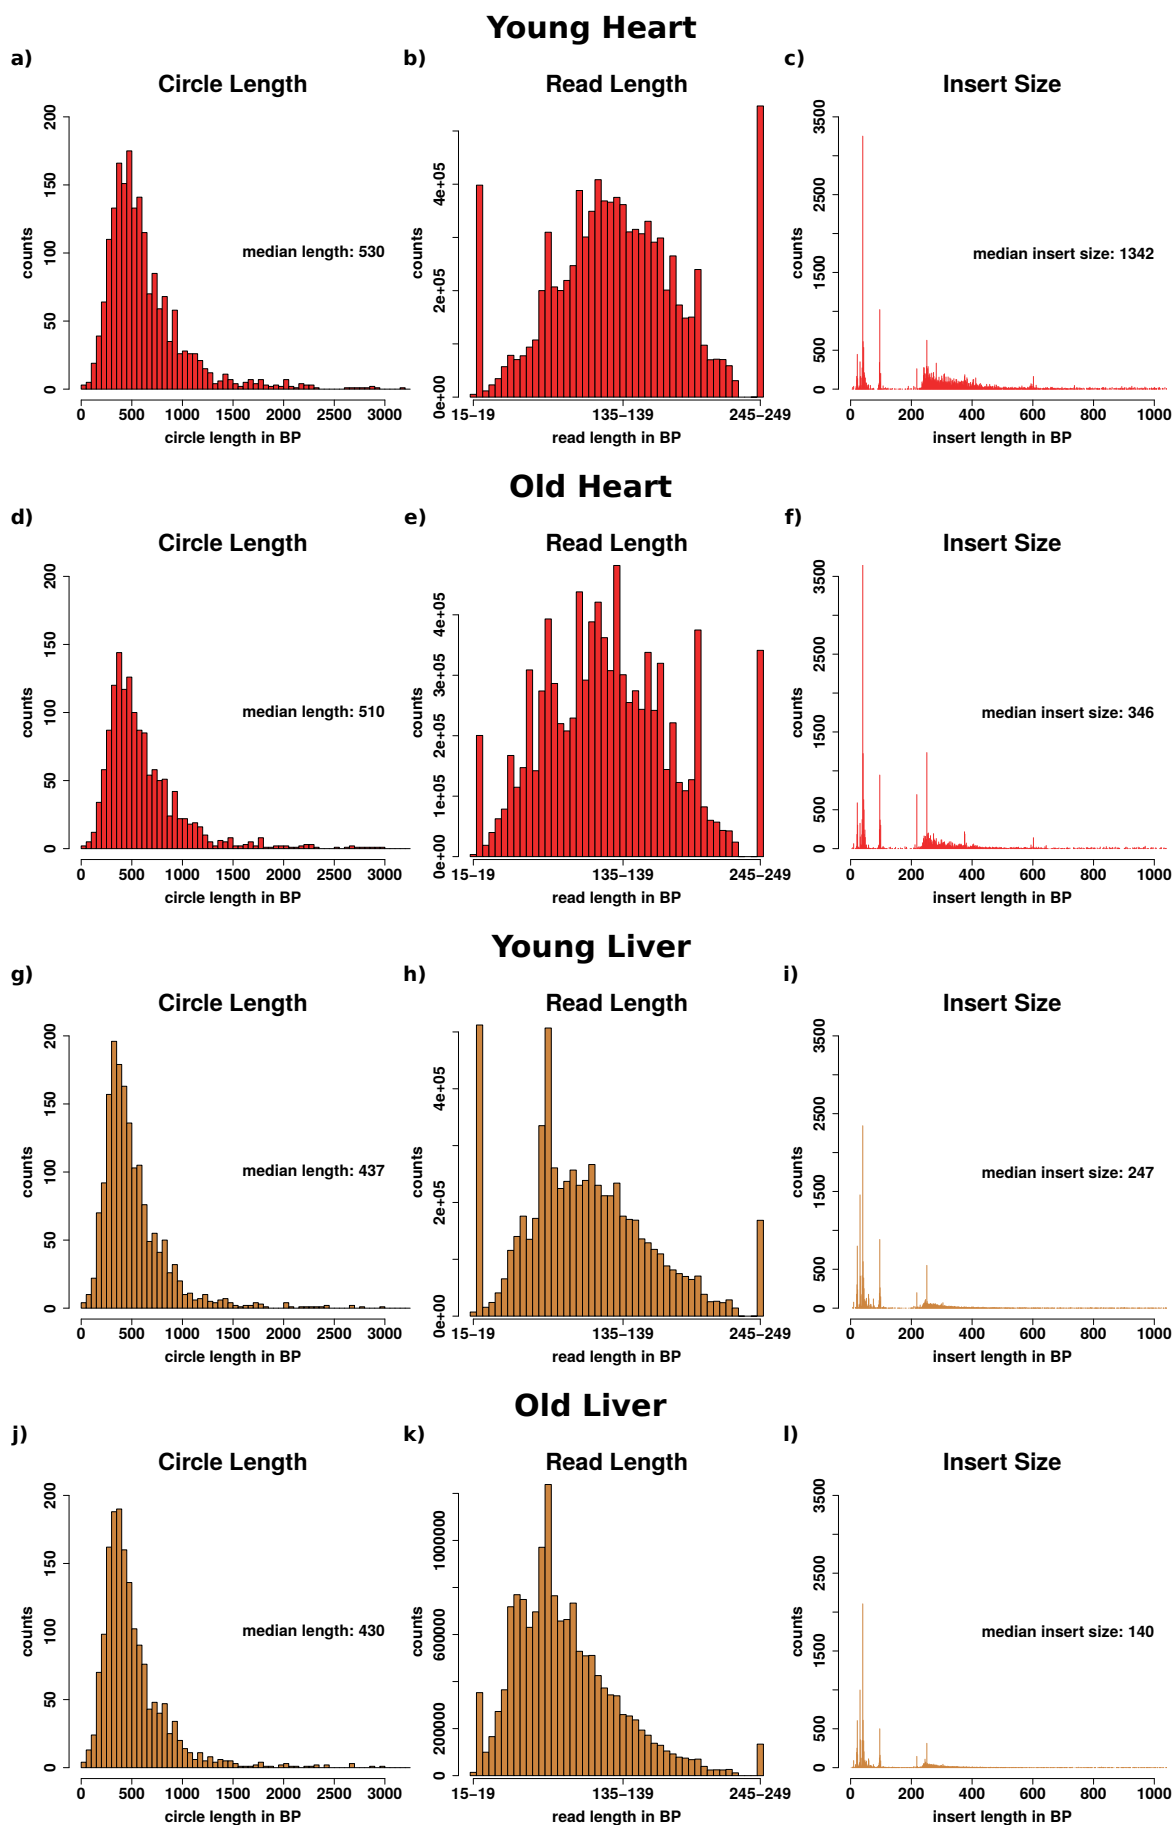 Young Heart
a)
Circle Length
counts
0 50 100 150 200
median length: 530
0 500 1000 1500 2000 2500 3000
circle length in BP
b)
Read Length
counts
0e+00 2e+05 4e+05
15−19 135−139 245−249
read length in BP
c)
Insert Size
counts
0 500 1500 2500 3500
median insert size: 1342
0 200 400 600 800 1000
insert length in BP
Old Heart
d)
Circle Length
counts
0 50 100 150 200
median length: 510
0 500 1000 1500 2000 2500 3000
circle length in BP
e)
Read Length
counts
0e+00 1e+05 2e+05 3e+05 4e+05
15−19 135−139 245−249
read length in BP
f)
Insert Size
counts
0 500 1500 2500 3500
median insert size: 346
0 200 400 600 800 1000
insert length in BP
Young Liver
g)
Circle Length
counts
0 50 100 150 200
median length: 437
0 500 1000 1500 2000 2500 3000
circle length in BP
h)
Read Length
counts
0e+00 2e+05 4e+05
15−19 135−139 245−249
read length in BP
i)
Insert Size
counts
0 500 1500 2500 3500
median insert size: 247
0 200 400 600 800 1000
insert length in BP
Old Liver
j)
Circle Length
counts
0 50 100 150 200
median length: 430
0 500 1000 1500 2000 2500 3000
circle length in BP
k)
Read Length
counts
0 200000 600000 1000000
15−19 135−139 245−249
read length in BP
l)
Insert Size
counts
0 500 1500 2500 3500
median insert size: 140
0 200 400 600 800 1000
insert length in BP